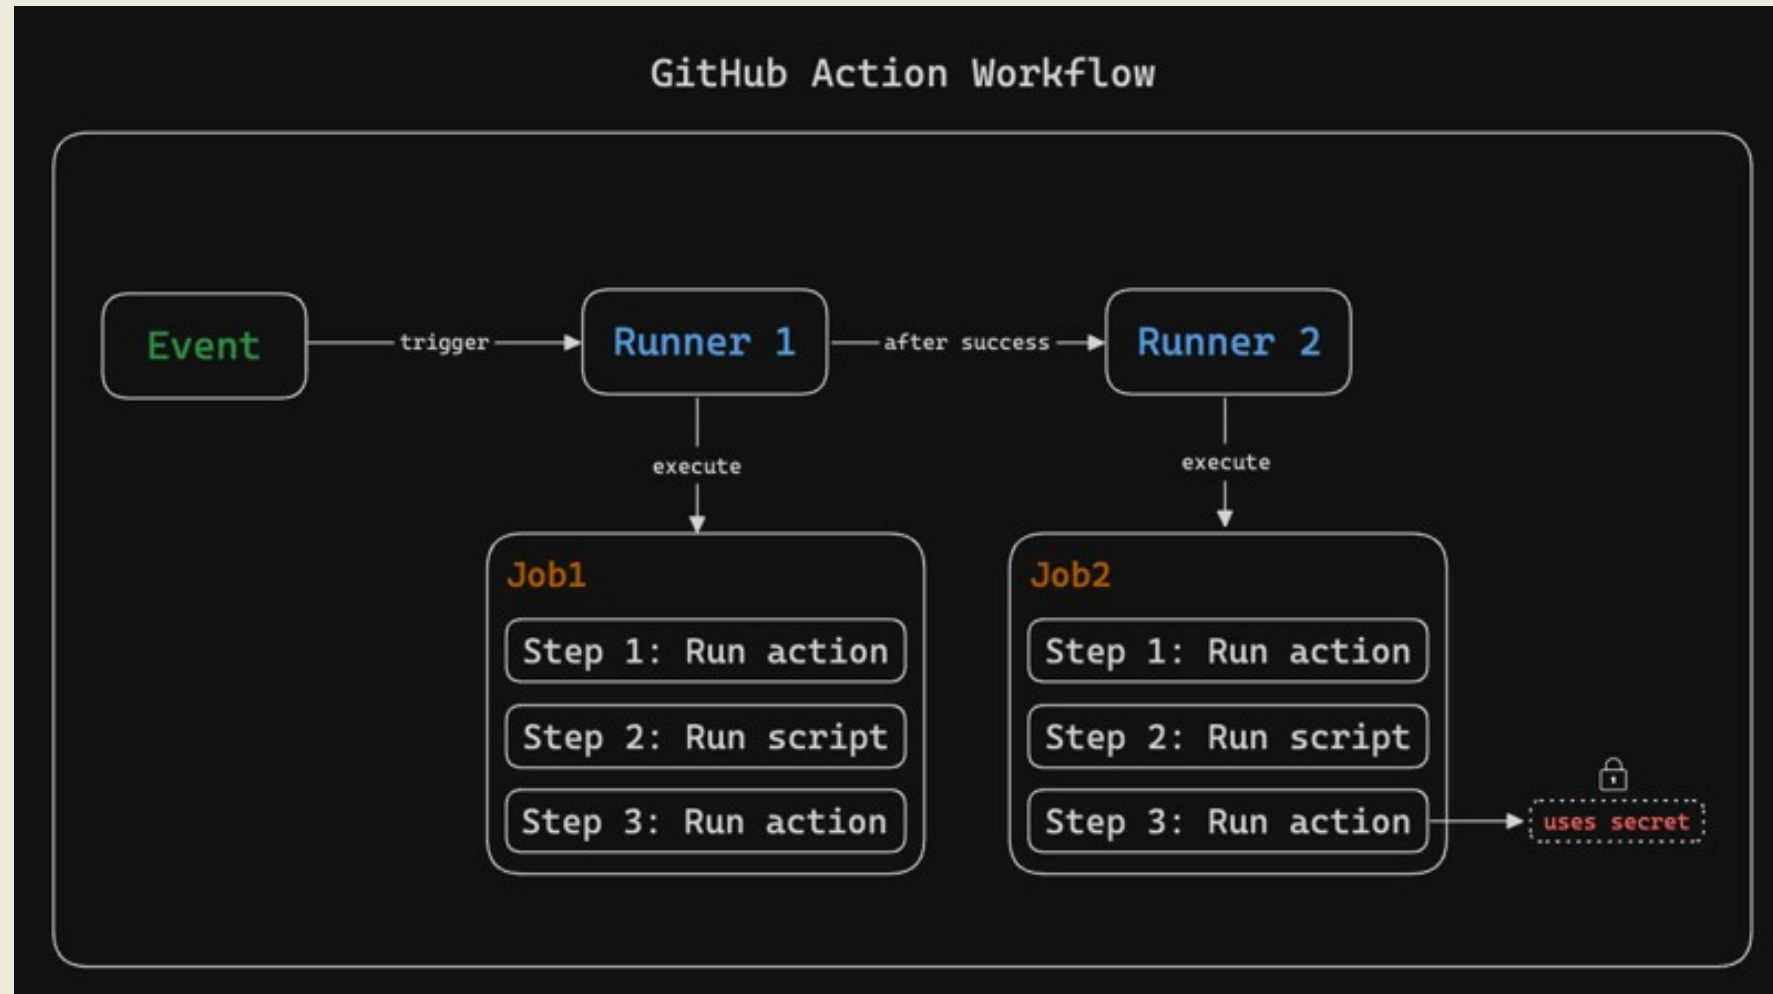 GitHub Action Workflow
Event
trigger
Runner 1
after success
Runner 2
execute
execute
Job1
Step 1: Run action
Step 2: Run script
Step 3: Run action
Job2
Step 1: Run action
Step 2: Run script
Step 3: Run action
uses secret